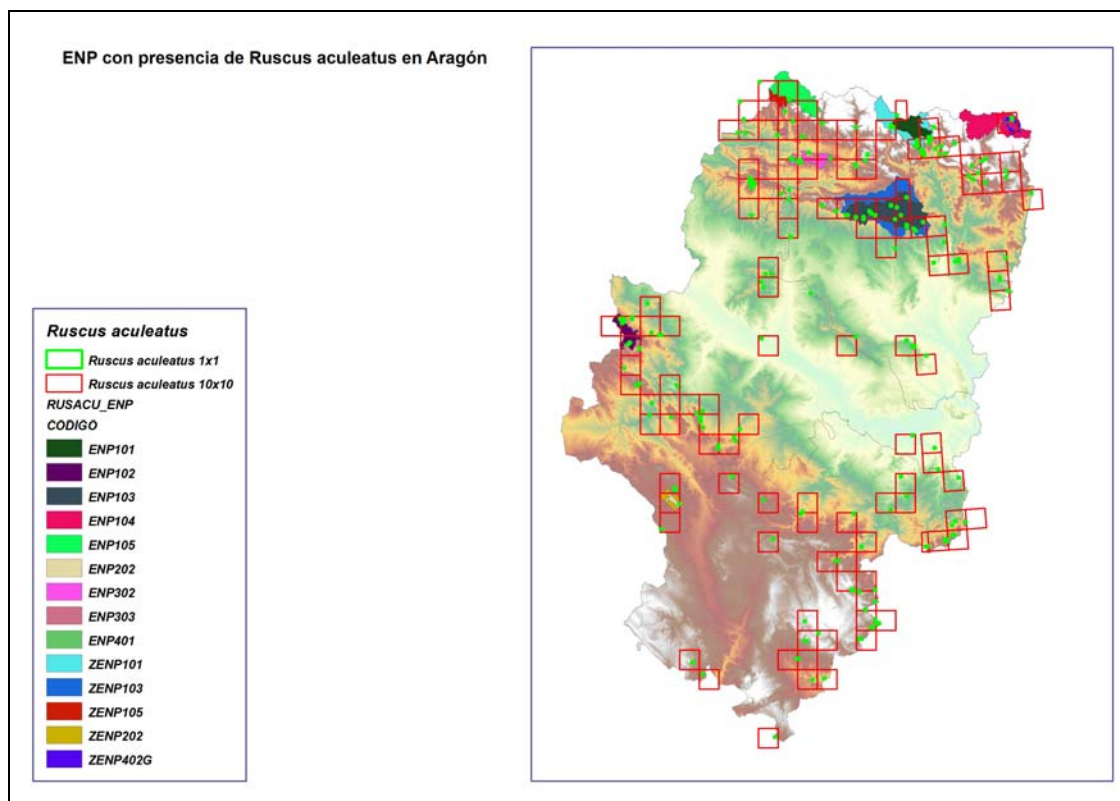 ENP con presencia de Ruscus aculeatus en Aragón
Ruscus aculeatus
Ruscus aculeatus 1x1
Ruscus aculeatus 10x10
RUSACU_ENP
CODIGO
ENP101
ENP102
ENP103
ENP104
ENP105
ENP202
ENP302
ENP303
ENP401
ZENP101
ZENP103
ZENP105
ZENP202
ZENP402G